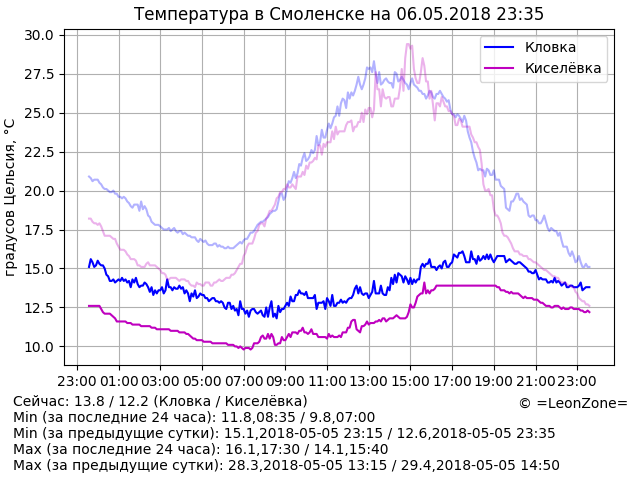 Температура в Смоленске на 06.05.2018 23:35
градусов Цельсия, °C
30.0
27.5
25.0
22.5
20.0
17.5
15.0
12.5
10.0
Кловка
Киселёвка
23:00 01:00 03:00 05:00 07:00 09:00 11:00 13:00 15:00 17:00 19:00 21:00 23:00
Сейчас: 13.8 / 12.2 (Кловка / Киселёвка)
© =LeonZone=
Min (за последние 24 часа): 11.8,08:35 / 9.8,07:00
Min (за предыдущие сутки): 15.1,2018-05-05 23:15 / 12.6,2018-05-05 23:35
Max (за последние 24 часа): 16.1,17:30 / 14.1,15:40
Max (за предыдущие сутки): 28.3,2018-05-05 13:15 / 29.4,2018-05-05 14:50